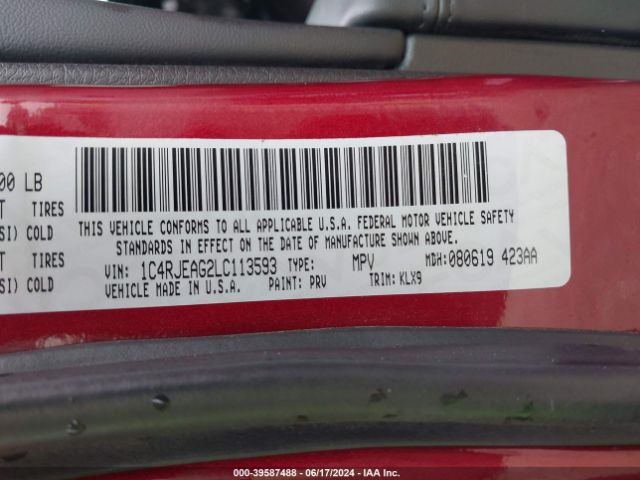 00 LB
T TIRES
SI) COLD
T TIRES
SI) COLD
THIS VEHICLE CONFORMS TO ALL APPLICABLE U.S.A. FEDERAL MOTOR VEHICLE SAFETY
STANDARDS IN EFFECT ON THE DATE OF MANUFACTURE SHOWN ABOVE.
VIN: 1C4RJEAG2LC113593 TYPE: MPV MDH: 080619 423AA
VEHICLE MADE IN U.S.A. PAINT: PRV TRIM: KLX9
000-39587488 - 06/17/2024 - IAA Inc.